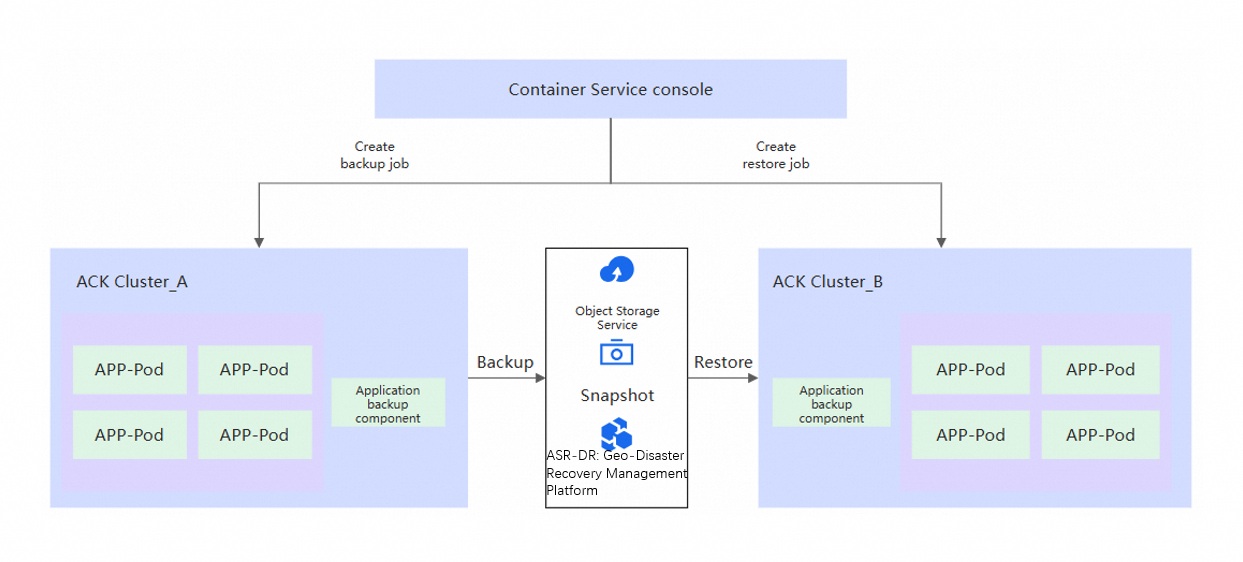 Container Service console
Create
backup job
Create
restore job
ACK Cluster_A
APP-Pod
APP-Pod
APP-Pod
APP-Pod
Application
backup
component
Backup
Object Storage
Service
Snapshot
ASR-DR: Geo-Disaster
Recovery Management
Platform
Restore
ACK Cluster_B
Application
backup
component
APP-Pod
APP-Pod
APP-Pod
APP-Pod